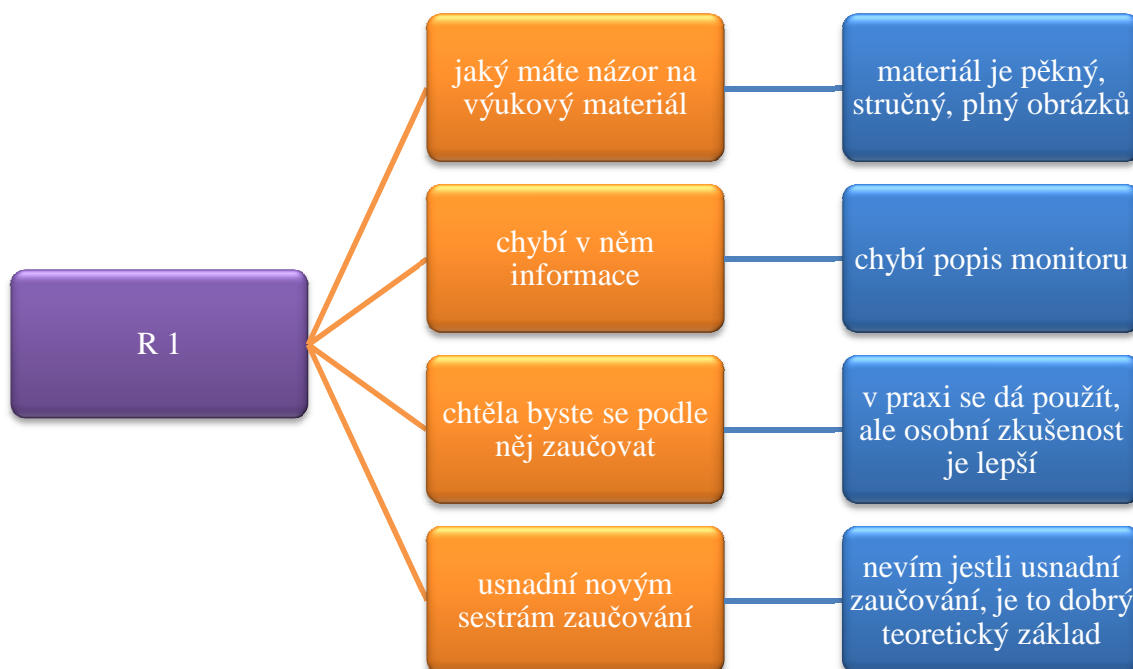 R 1
jaký máte názor na
výukový materiál
materiál je pěkný,
stručný, plný obrázků
chybí v něm
informace
chybí popis monitoru
chtěla byste se podle
něj zaučovat
v praxi se dá použít,
ale osobní zkušenost
je lepší
usnadní novým
sestrám zaučování
nevím jestli usnadní
zaučování, je to dobrý
teoretický základ